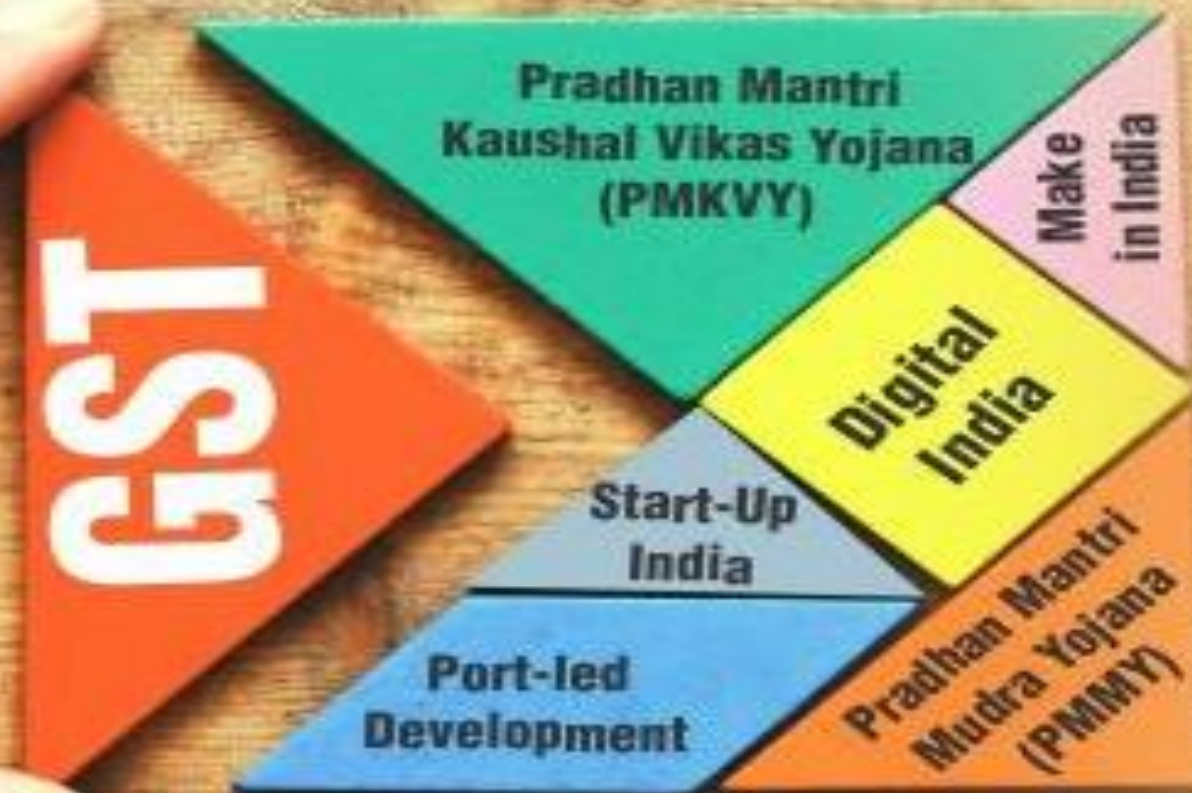 GST
Pradhan Mantri
Kaushal Vikas Yojana
(PMKVY)
Make
in India
Digital
India
Start-Up
India
Port-led
Development
Pradhan Mantri
Mudra Yojana
(PMMY)